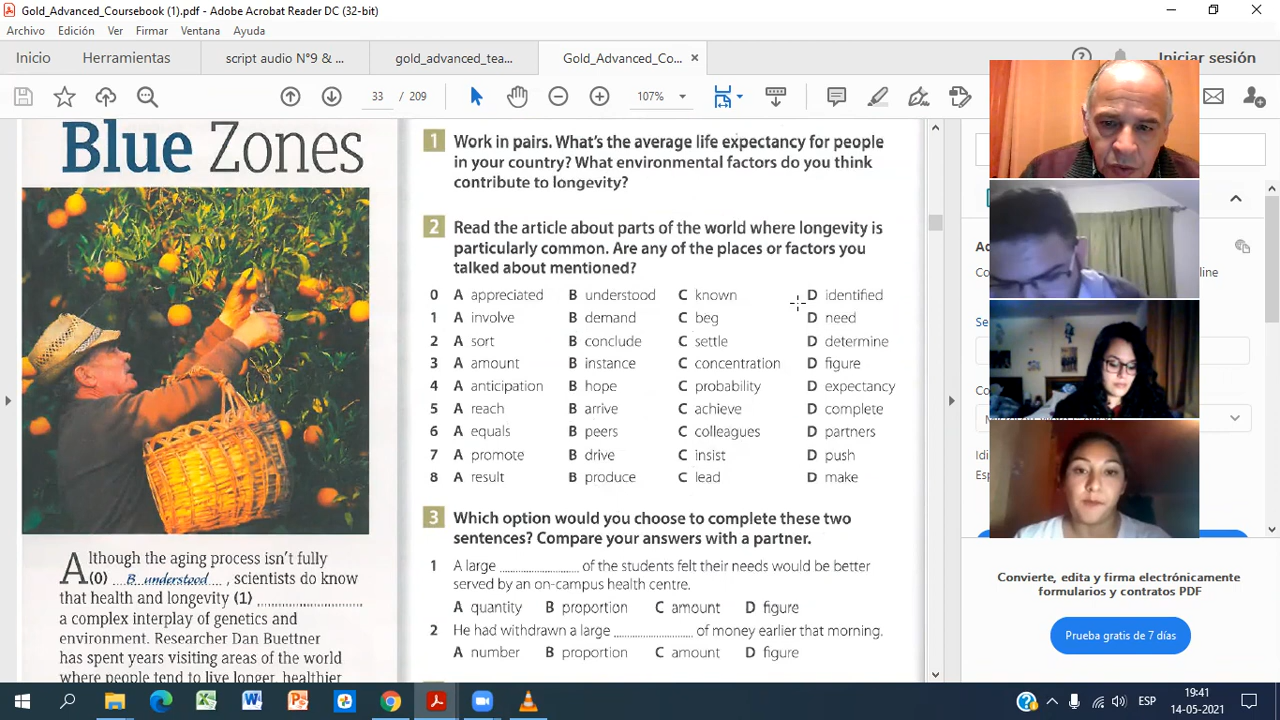 Gold_Advanced_Coursebook (1).pdf - Adobe Acrobat Reader DC (32-bit)
Archivo Edición Ver Firmar Ventana Ayuda
Inicio Herramientas script audio N°9 & ... gold_advanced_tea... Gold_Advanced_Co... × Iniciar sesión
33 / 209 107%
Blue Zones
1 Work in pairs. What's the average life expectancy for people
in your country? What environmental factors do you think
contribute to longevity?
2 Read the article about parts of the world where longevity is
particularly common. Are any of the places or factors you
talked about mentioned?
0 A appreciated B understood C known D identified
1 A involve B demand C beg D need
2 A sort B conclude C settle D determine
3 A amount B instance C concentration D figure
4 A anticipation B hope C probability D expectancy
5 A reach B arrive C achieve D complete
6 A equals B peers C colleagues D partners
7 A promote B drive C insist D push
8 A result B produce C lead D make
3 Which option would you choose to complete these two
sentences? Compare your answers with a partner.
1 A large .............................. of the students felt their needs would be better
served by an on-campus health centre.
A quantity B proportion C amount D figure
2 He had withdrawn a large .............................. of money earlier that morning.
A number B proportion C amount D figure
Although the aging process isn't fully
(0) B understood , scientists do know
that health and longevity (1) ..............................
a complex interplay of genetics and
environment. Researcher Dan Buettner
has spent years visiting areas of the world
where people tend to live longer, healthier
line
Convierte, edita y firma electrónicamente
formularios y contratos PDF
Prueba gratis de 7 días
ESP
19:41
14-05-2021